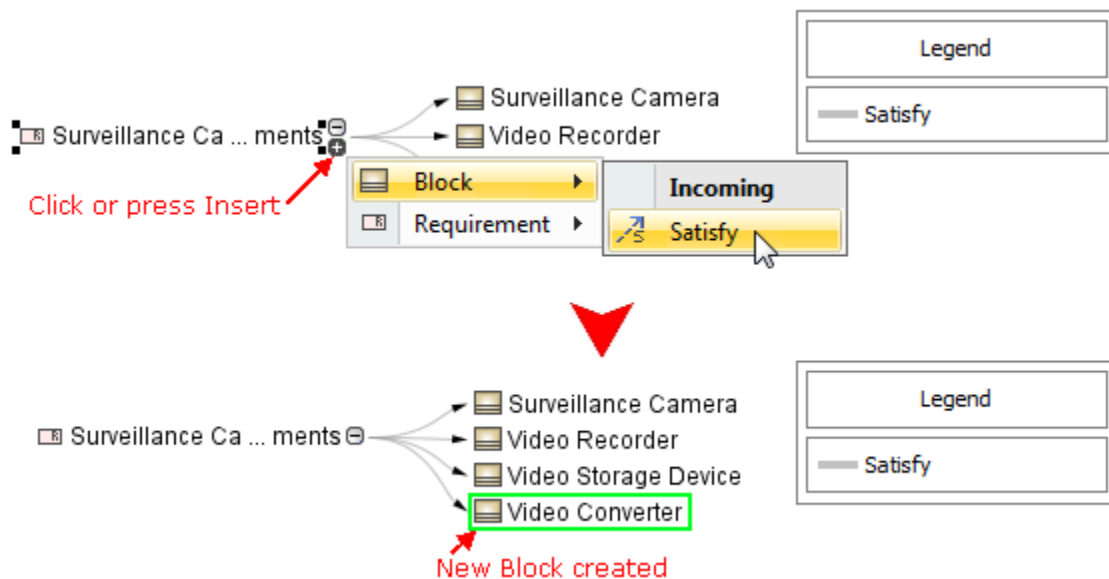 Legend
Surveillance Camera
Satisfy
Surveillance Ca ... ments
Video Recorder
Click or press Insert
Block
Incoming
Requirement
Satisfy
Legend
Surveillance Camera
Surveillance Ca ... ments
Video Recorder
Satisfy
Video Storage Device
Video Converter
New Block created